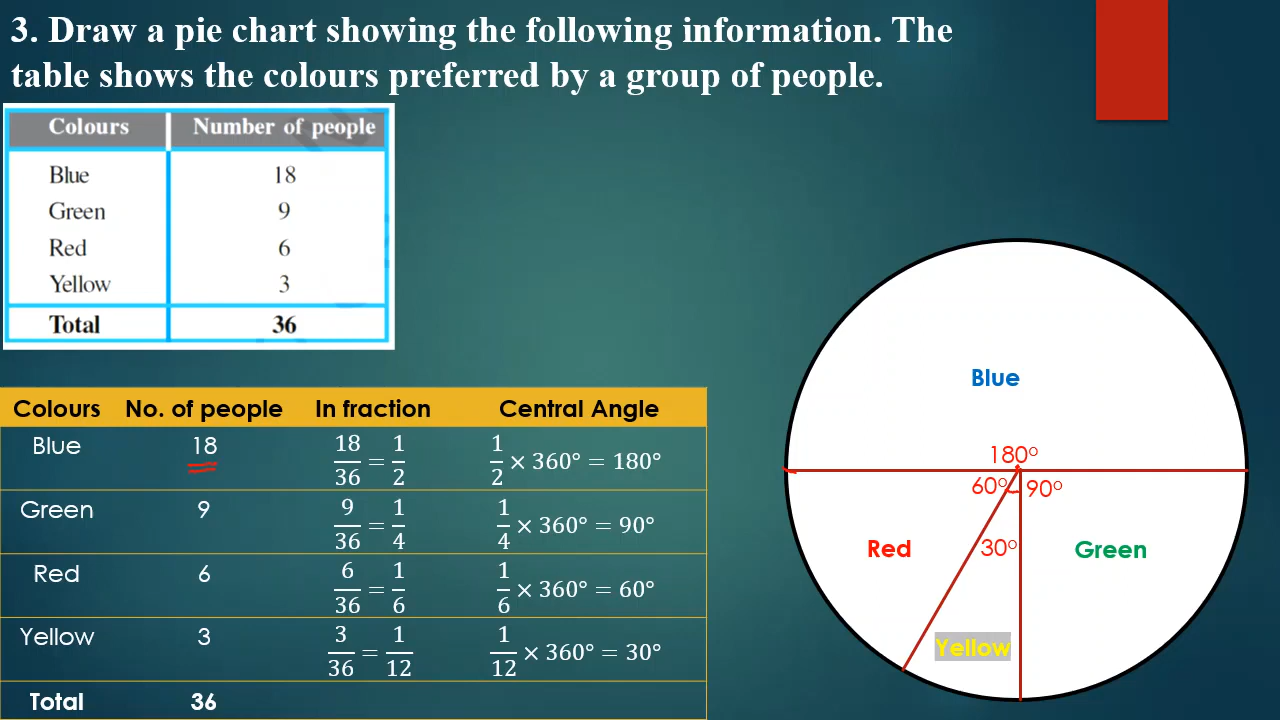 3. Draw a pie chart showing the following information. The
table shows the colours preferred by a group of people.
Colours Number of people
Blue 18
Green 9
Red 6
Yellow 3
Total 36
Colours No. of people In fraction Central Angle
Blue 18 18/36 = 1/2 1/2 × 360° = 180°
Green 9 9/36 = 1/4 1/4 × 360° = 90°
Red 6 6/36 = 1/6 1/6 × 360° = 60°
Yellow 3 3/36 = 1/12 1/12 × 360° = 30°
Total 36
Blue
180°
60° 90°
Red 30° Green
Yellow